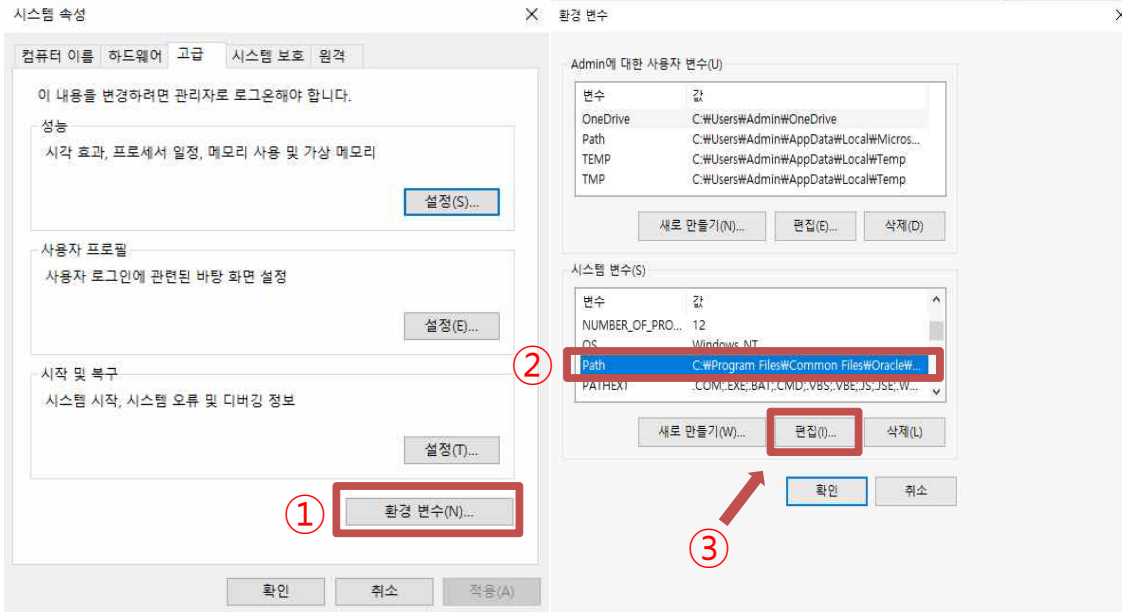 시스템 속성
컴퓨터 이름 하드웨어 고급 시스템 보호 원격
이 내용을 변경하려면 관리자로 로그온해야 합니다.
성능
시각 효과, 프로세서 일정, 메모리 사용 및 가상 메모리
설정(S)...
사용자 프로필
사용자 로그인에 관련된 바탕 화면 설정
설정(E)...
시작 및 복구
시스템 시작, 시스템 오류 및 디버깅 정보
설정(T)...
① 환경 변수(N)...
확인 취소 적용(A)
환경 변수
Admin에 대한 사용자 변수(U)
변수 값
OneDrive C:₩Users₩Admin₩OneDrive
Path C:₩Users₩Admin₩AppData₩Local₩Micros...
TEMP C:₩Users₩Admin₩AppData₩Local₩Temp
TMP C:₩Users₩Admin₩AppData₩Local₩Temp
새로 만들기(N)... 편집(E)... 삭제(D)
시스템 변수(S)
변수 값
NUMBER_OF_PRO... 12
OS Windows_NT
② Path C:₩Program Files₩Common Files₩Oracle₩...
PATHEXT .COM;.EXE;.BAT;.CMD;.VBS;.VBE;.JS;.JSE;.W...
새로 만들기(W)... 편집(I)... 삭제(L)
확인 취소
③